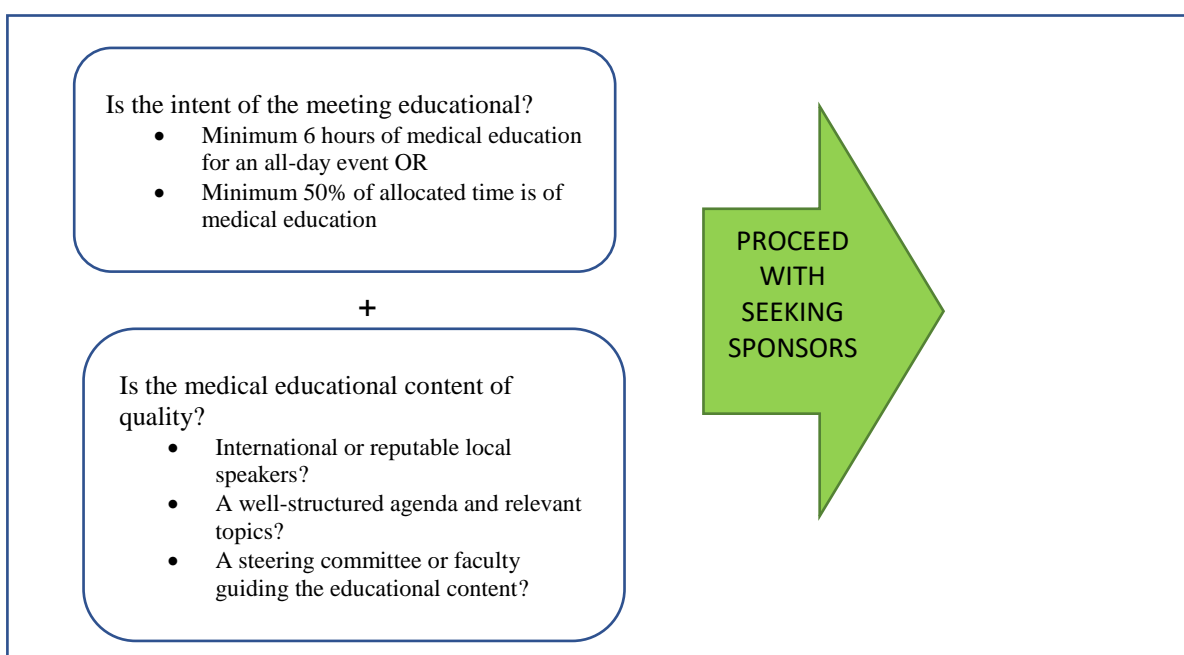 Is the intent of the meeting educational?
• Minimum 6 hours of medical education
for an all-day event OR
• Minimum 50% of allocated time is of
medical education
+
Is the medical educational content of
quality?
• International or reputable local
speakers?
• A well-structured agenda and relevant
topics?
• A steering committee or faculty
guiding the educational content?
PROCEED
WITH
SEEKING
SPONSORS